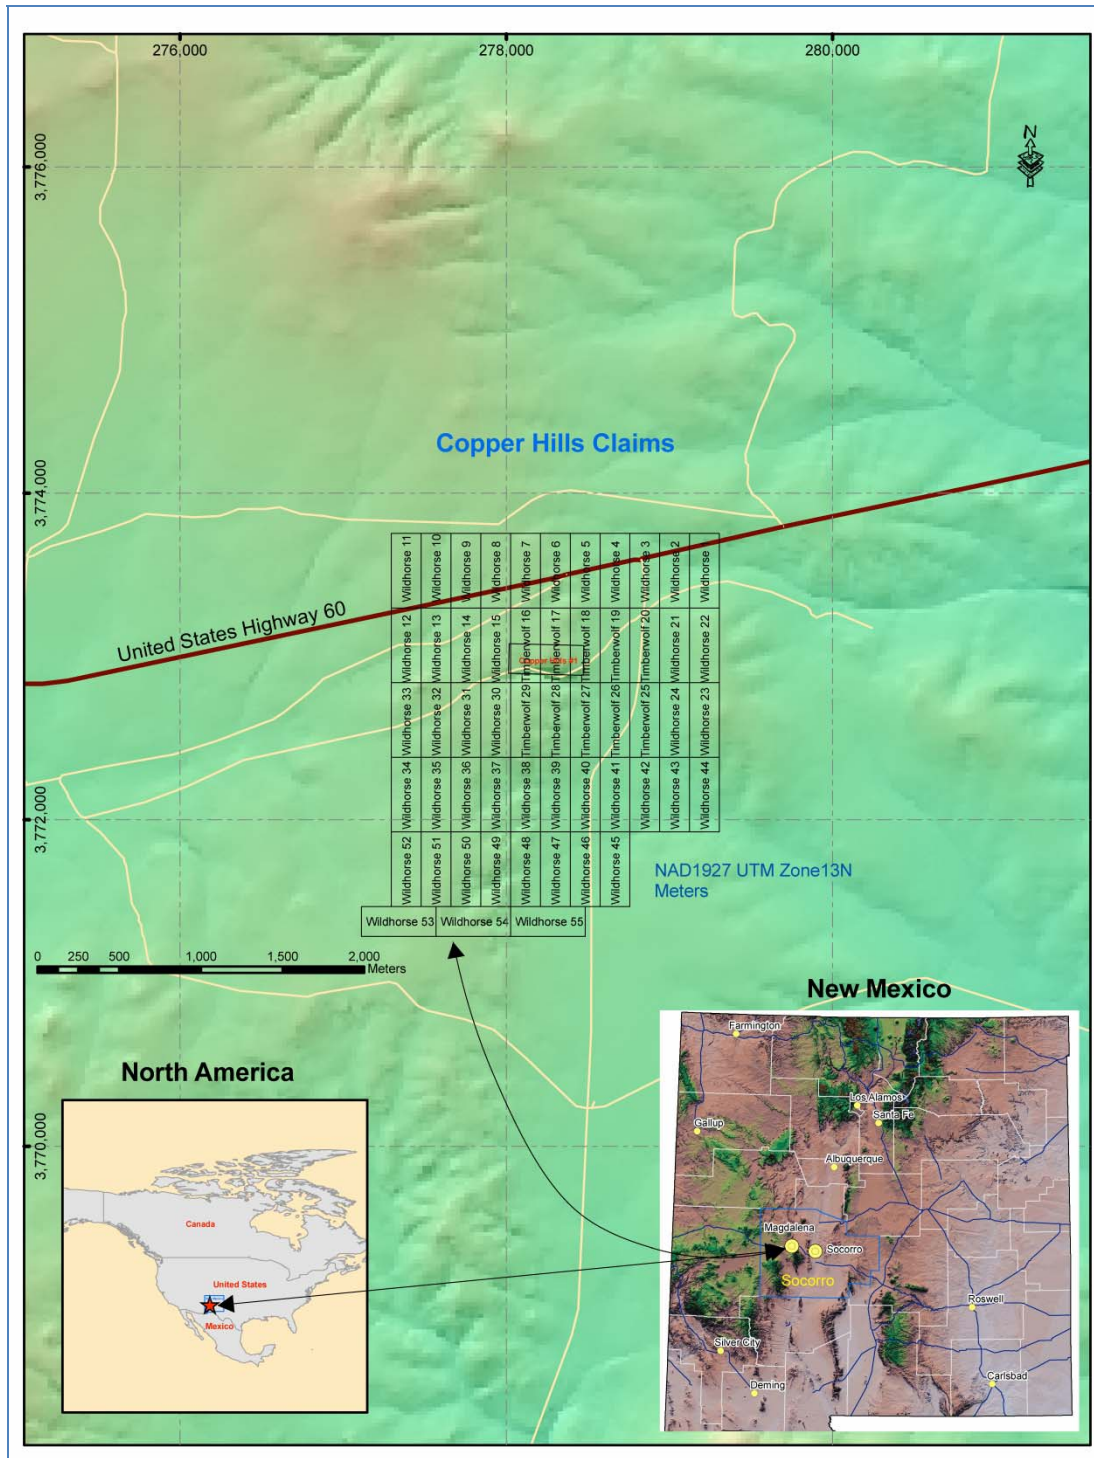 276,000
278,000
280,000
N
3,776,000
Copper Hills Claims
3,774,000
United States Highway 60
Wildhorse 11
Wildhorse 10
Wildhorse 9
Wildhorse 8
Wildhorse 7
Wildhorse 6
Wildhorse 5
Wildhorse 4
Wildhorse 3
Wildhorse 2
Wildhorse 1
Wildhorse 12
Wildhorse 13
Wildhorse 14
Wildhorse 15
Timberwolf 16
Timberwolf 17
Timberwolf 18
Timberwolf 19
Timberwolf 20
Wildhorse 21
Wildhorse 22
Copper Hills #1
Wildhorse 33
Wildhorse 32
Wildhorse 31
Wildhorse 30
Timberwolf 29
Timberwolf 28
Timberwolf 27
Timberwolf 26
Timberwolf 25
Wildhorse 24
Wildhorse 23
3,772,000
Wildhorse 34
Wildhorse 35
Wildhorse 36
Wildhorse 37
Wildhorse 38
Wildhorse 39
Wildhorse 40
Wildhorse 41
Wildhorse 42
Wildhorse 43
Wildhorse 44
Wildhorse 52
Wildhorse 51
Wildhorse 50
Wildhorse 49
Wildhorse 48
Wildhorse 47
Wildhorse 46
Wildhorse 45
Wildhorse 53
Wildhorse 54
Wildhorse 55
NAD1927 UTM Zone13N
Meters
0 250 500 1,000 1,500 2,000
Meters
3,770,000
North America
Canada
United States
Mexico
New Mexico
Farmington
Los Alamos
Santa Fe
Gallup
Albuquerque
Magdalena
Socorro
Socorro
Roswell
Silver City
Carlsbad
Deming